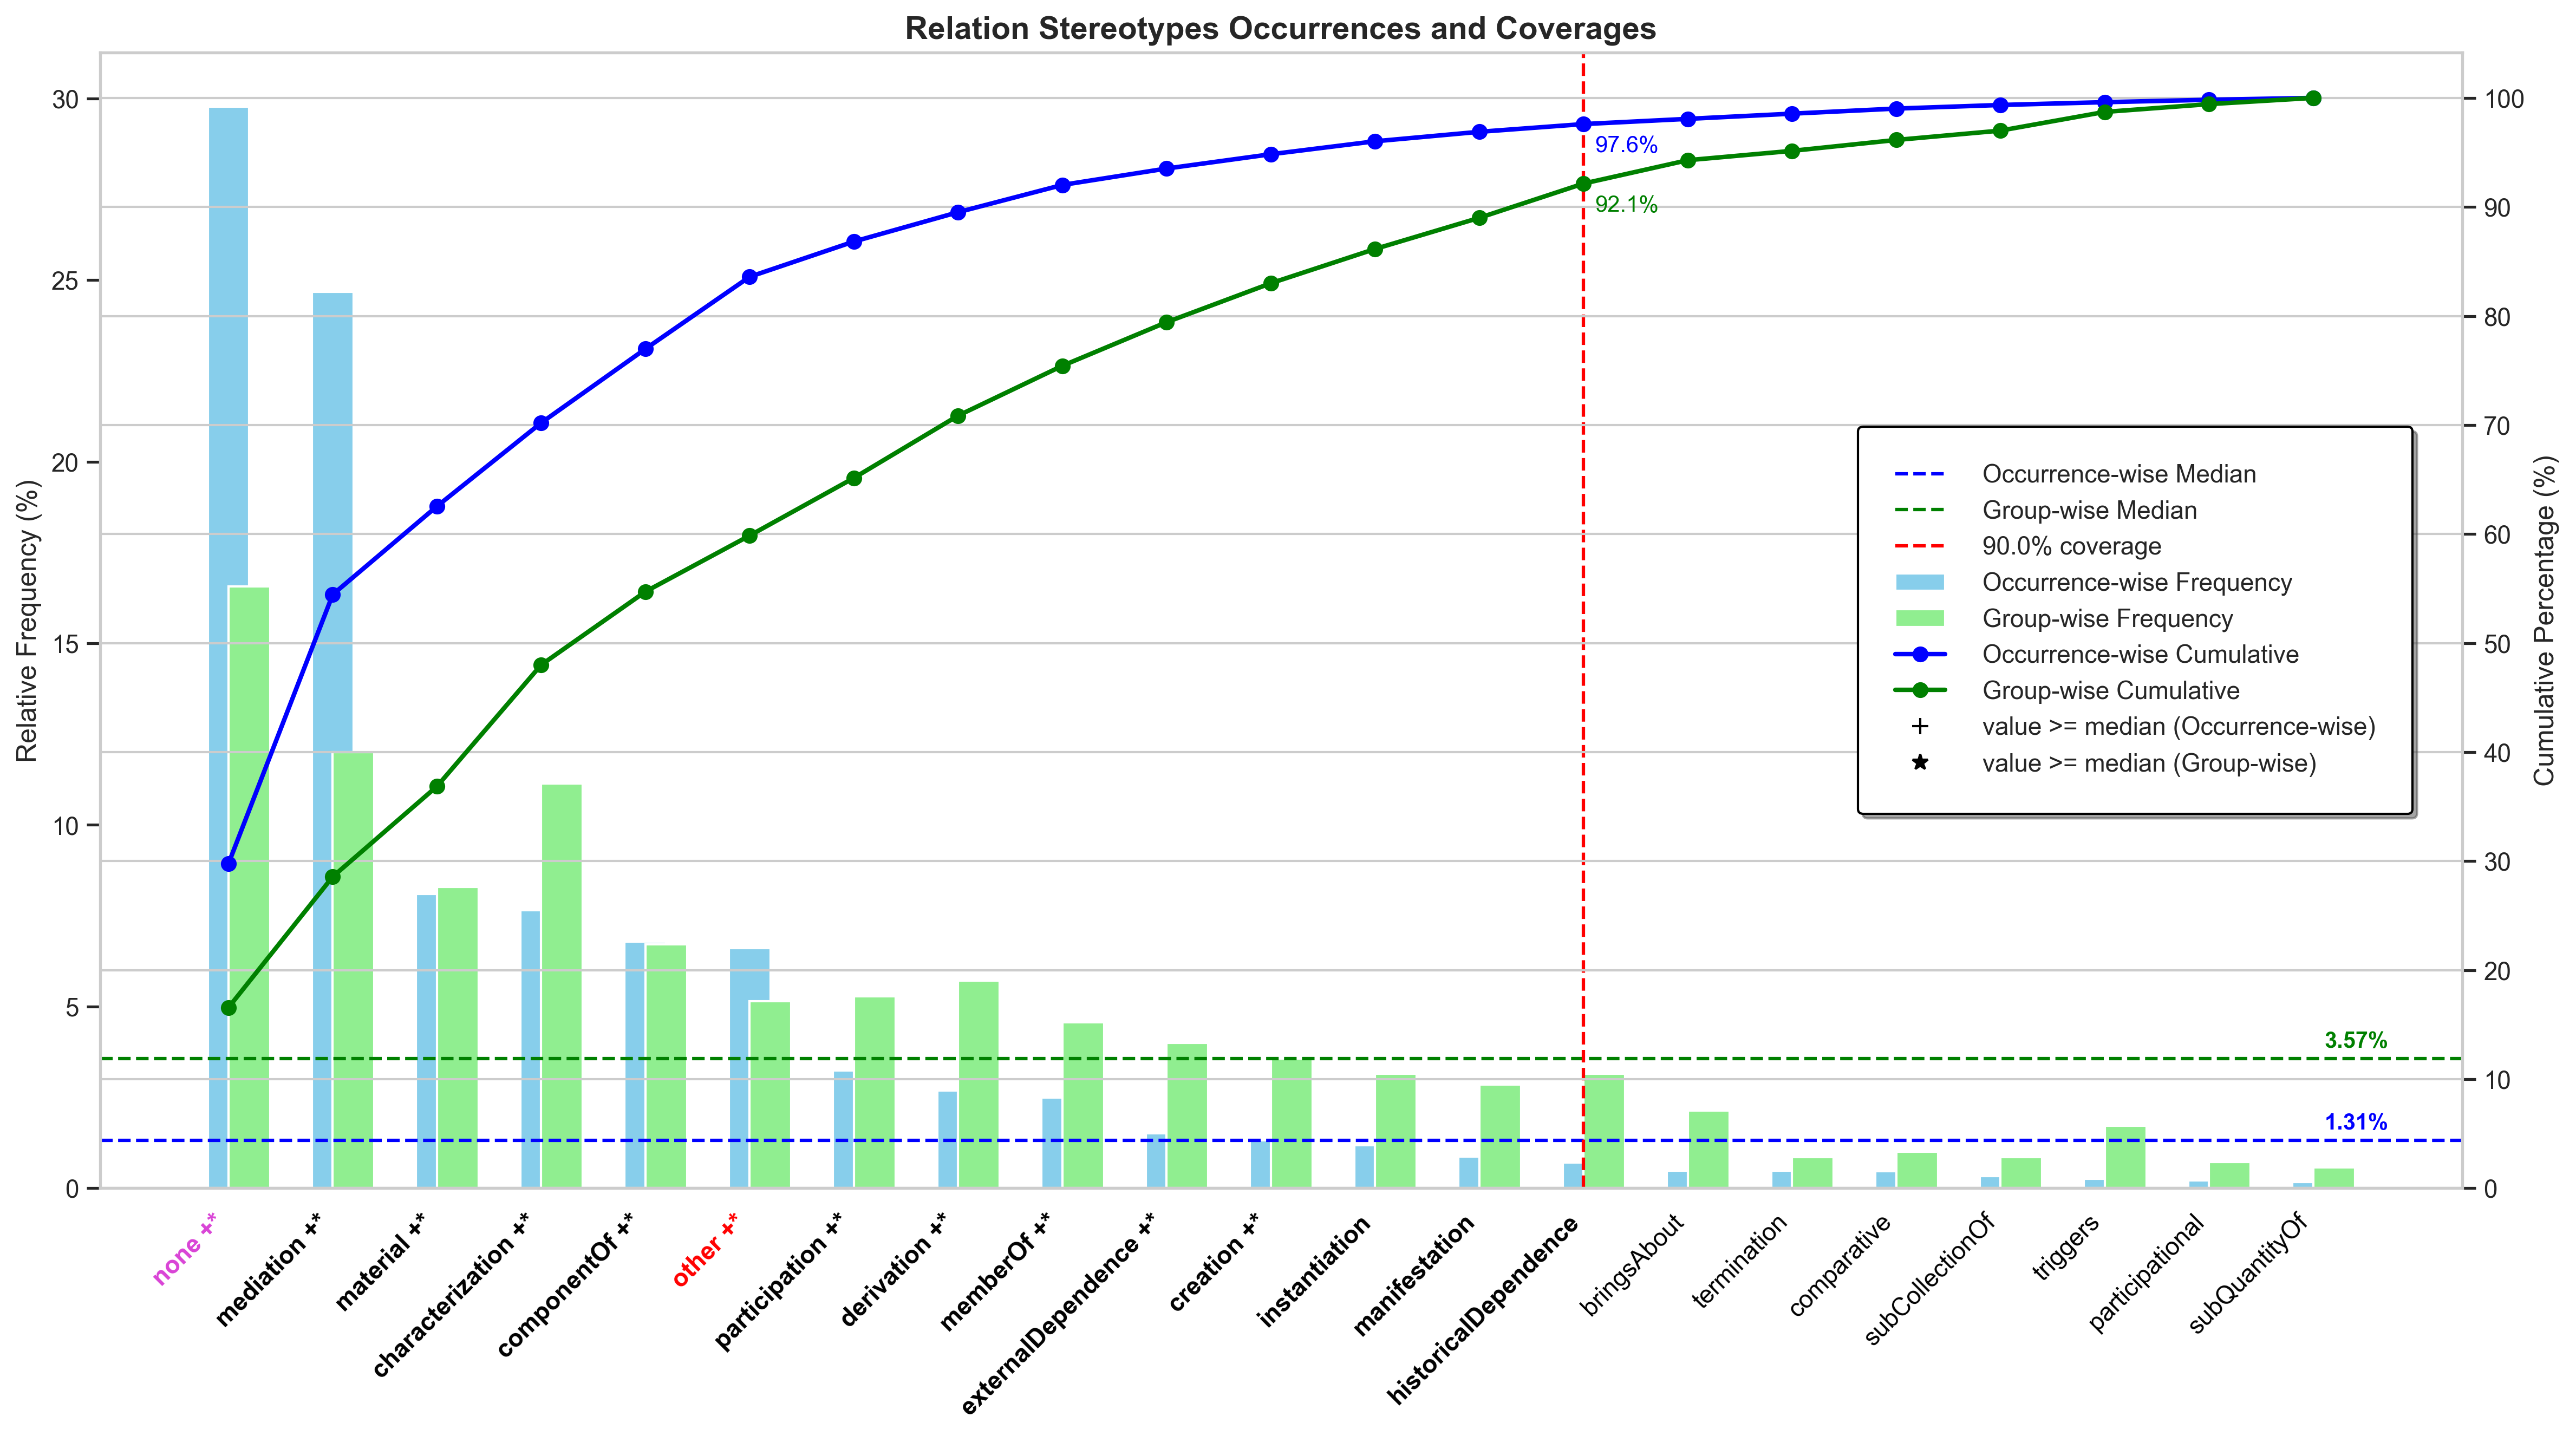 Relation Stereotypes Occurrences and Coverages
Relative Frequency (%)
30
25
20
15
10
5
0
100
90
80
70
60
50
40
30
20
10
0
Cumulative Percentage (%)
97.6%
92.1%
Occurrence-wise Median
Group-wise Median
90.0% coverage
Occurrence-wise Frequency
Group-wise Frequency
Occurrence-wise Cumulative
Group-wise Cumulative
+ value >= median (Occurrence-wise)
★ value >= median (Group-wise)
3.57%
1.31%
none +*
mediation +*
material +*
characterization +*
componentOf +*
other +*
participation +*
derivation +*
memberOf +*
externalDependence +*
creation +*
instantiation
manifestation
historicalDependence
bringsAbout
termination
comparative
subCollectionOf
triggers
participational
subQuantityOf